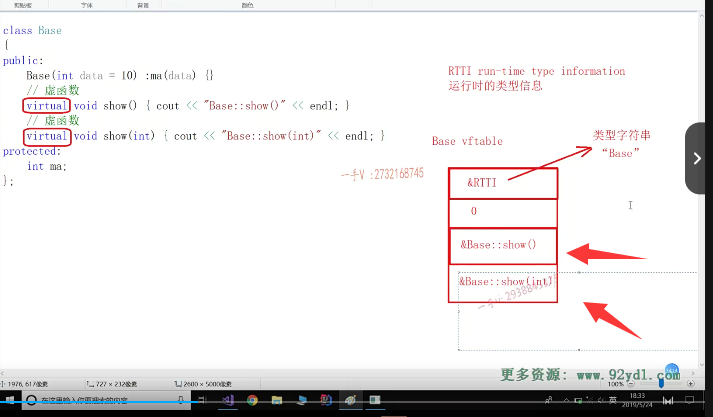 剪贴板
字体
背景
颜色
class Base
{
public:
Base(int data = 10) :ma(data) {}
// 虚函数
virtual void show() { cout << "Base::show()" << endl; }
// 虚函数
virtual void show(int) { cout << "Base::show(int)" << endl; }
protected:
int ma;
};
RTTI run-time type information
运行时的类型信息
Base vftable
类型字符串
“Base”
&RTTI
0
&Base::show()
&Base::show(int)
一手V :2732168745
更多资源: www.92yd1.com
1976, 617像素
727 × 232像素
2600 × 5000像素
100%
在这里输入你要搜索的内容
英
18:33
2019/5/24